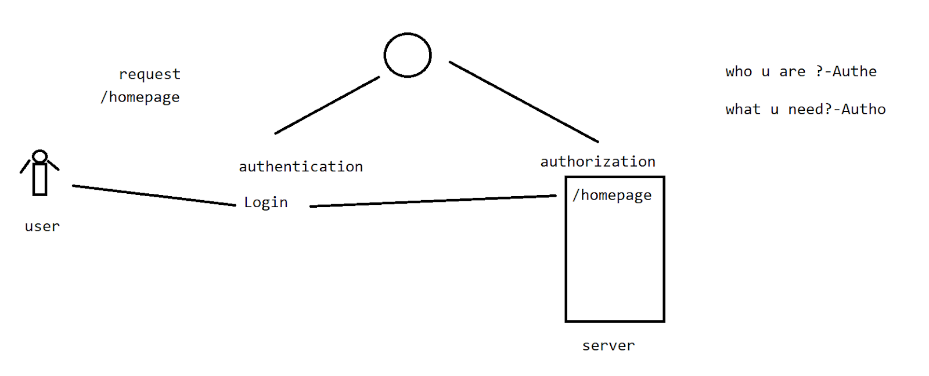 request
/homepage
who u are ?-Authe
what u need?-Autho
authentication
authorization
Login
/homepage
user
server